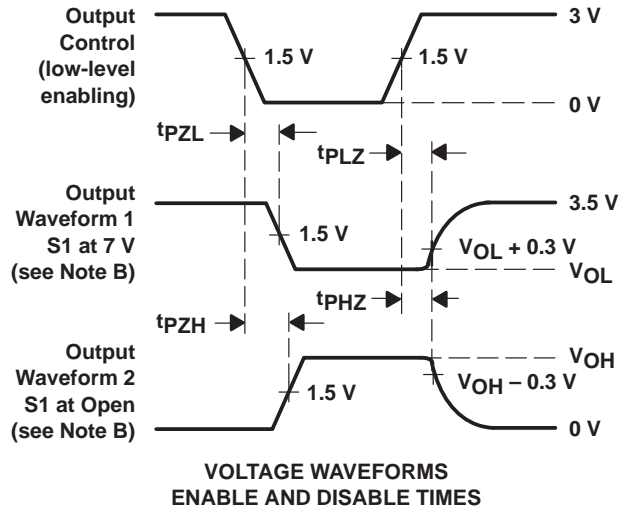 Output
Control
(low-level
enabling)
3 V
1.5 V
1.5 V
0 V
tPZL
tPLZ
Output
Waveform 1
S1 at 7 V
(see Note B)
3.5 V
1.5 V
VOL + 0.3 V
VOL
tPHZ
tPZH
Output
Waveform 2
S1 at Open
(see Note B)
VOH
1.5 V
VOH – 0.3 V
0 V
VOLTAGE WAVEFORMS
ENABLE AND DISABLE TIMES